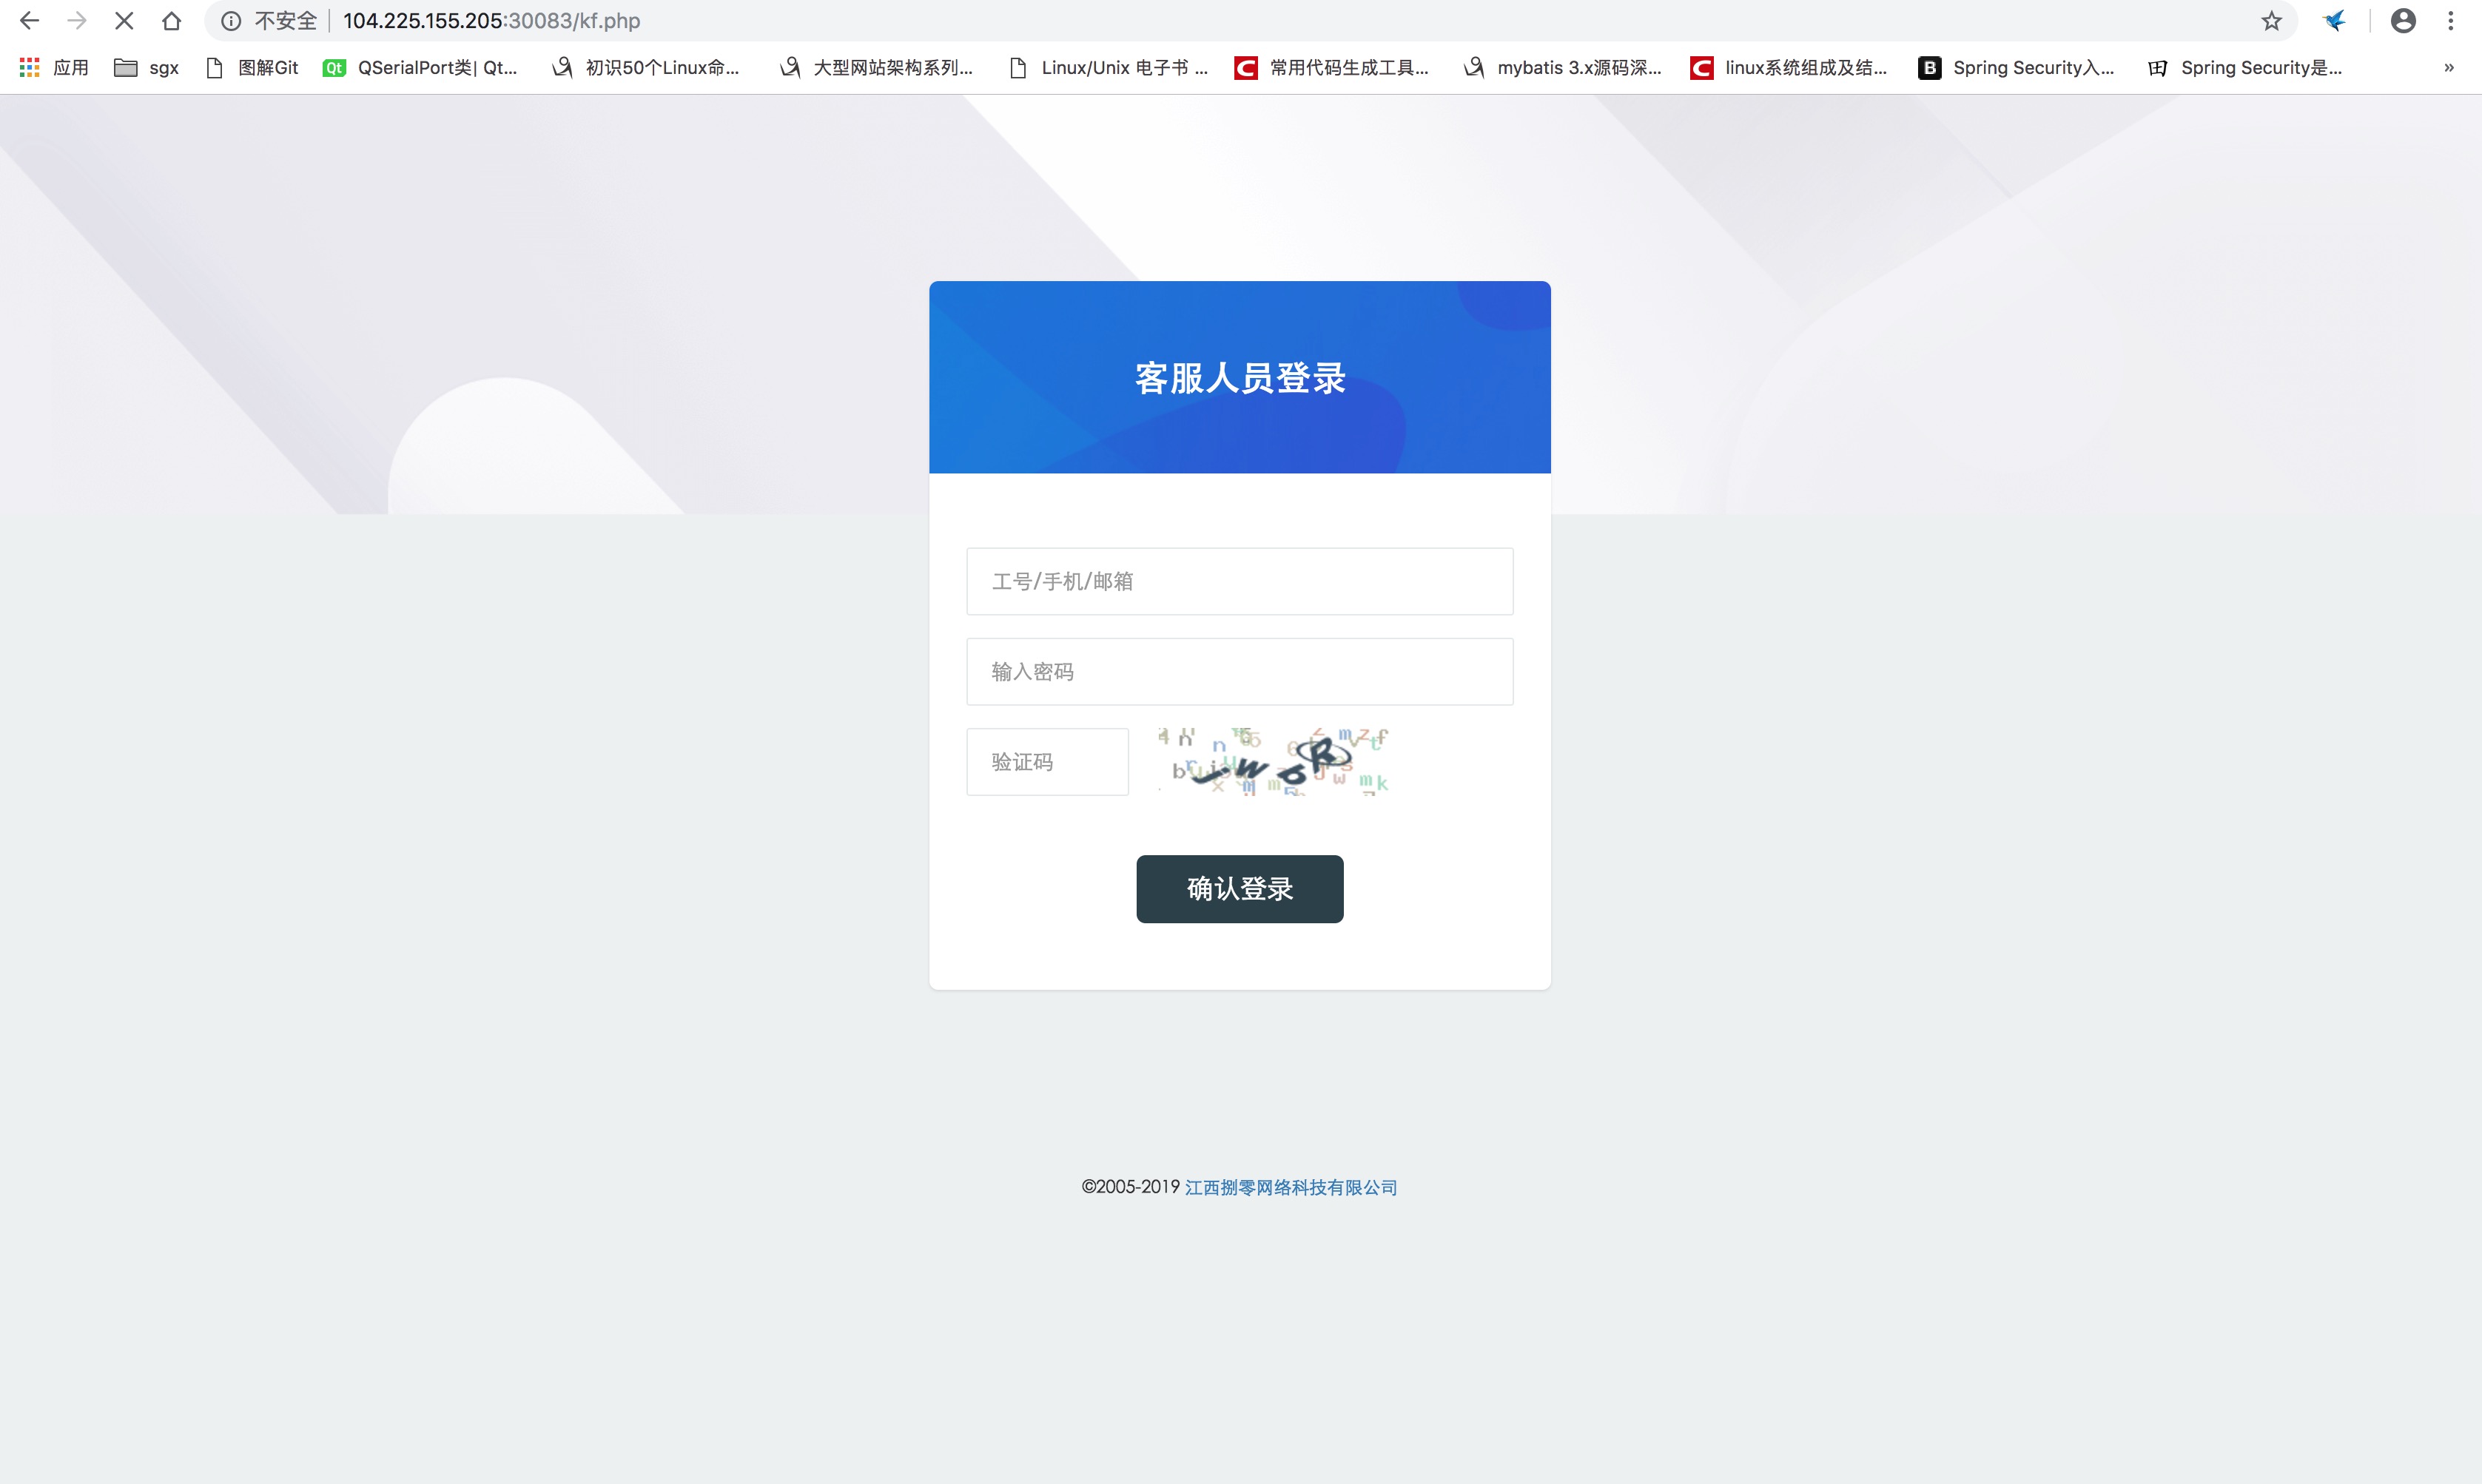 不安全 104.225.155.205:30083/kf.php
应用 sgx 图解Git QSerialPort类| Qt... 初识50个Linux命... 大型网站架构系列... Linux/Unix 电子书 ... 常用代码生成工具... mybatis 3.x源码深... linux系统组成及结... Spring Security入... Spring Security是... »
客服人员登录
工号/手机/邮箱
输入密码
验证码
确认登录
©2005-2019 江西捌零网络科技有限公司